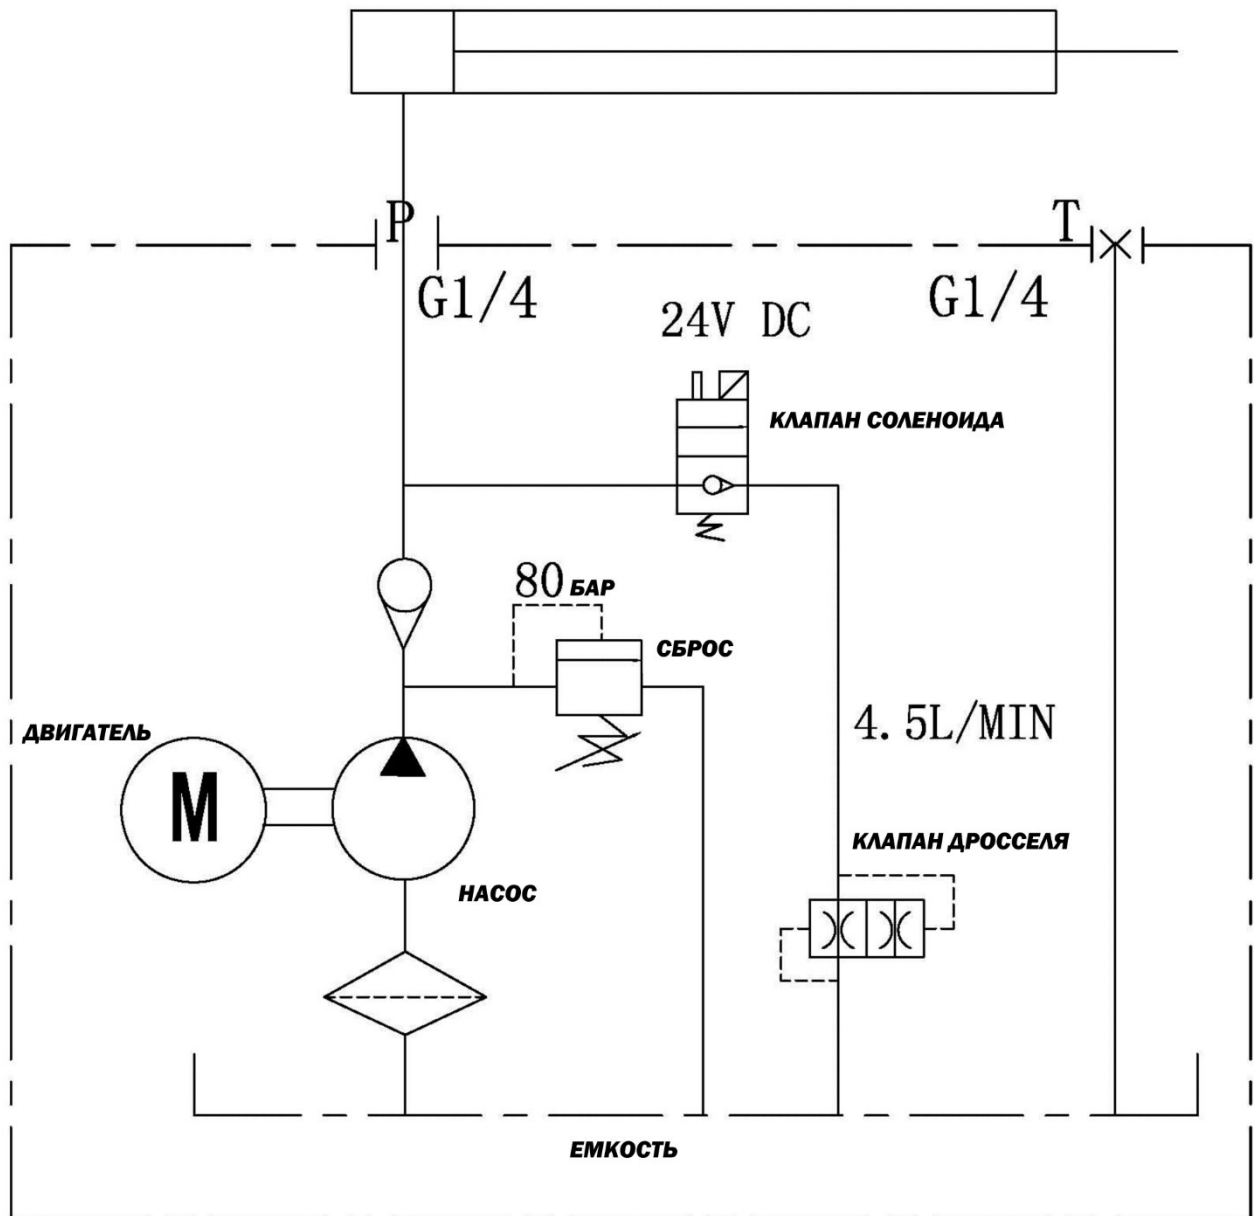 P
T
G1/4
G1/4
24V DC
КЛАПАН СОЛЕНОИДА
80 БАР
СБРОС
ДВИГАТЕЛЬ
4.5L/MIN
M
КЛАПАН ДРОССЕЛЯ
НАСОС
ЕМКОСТЬ